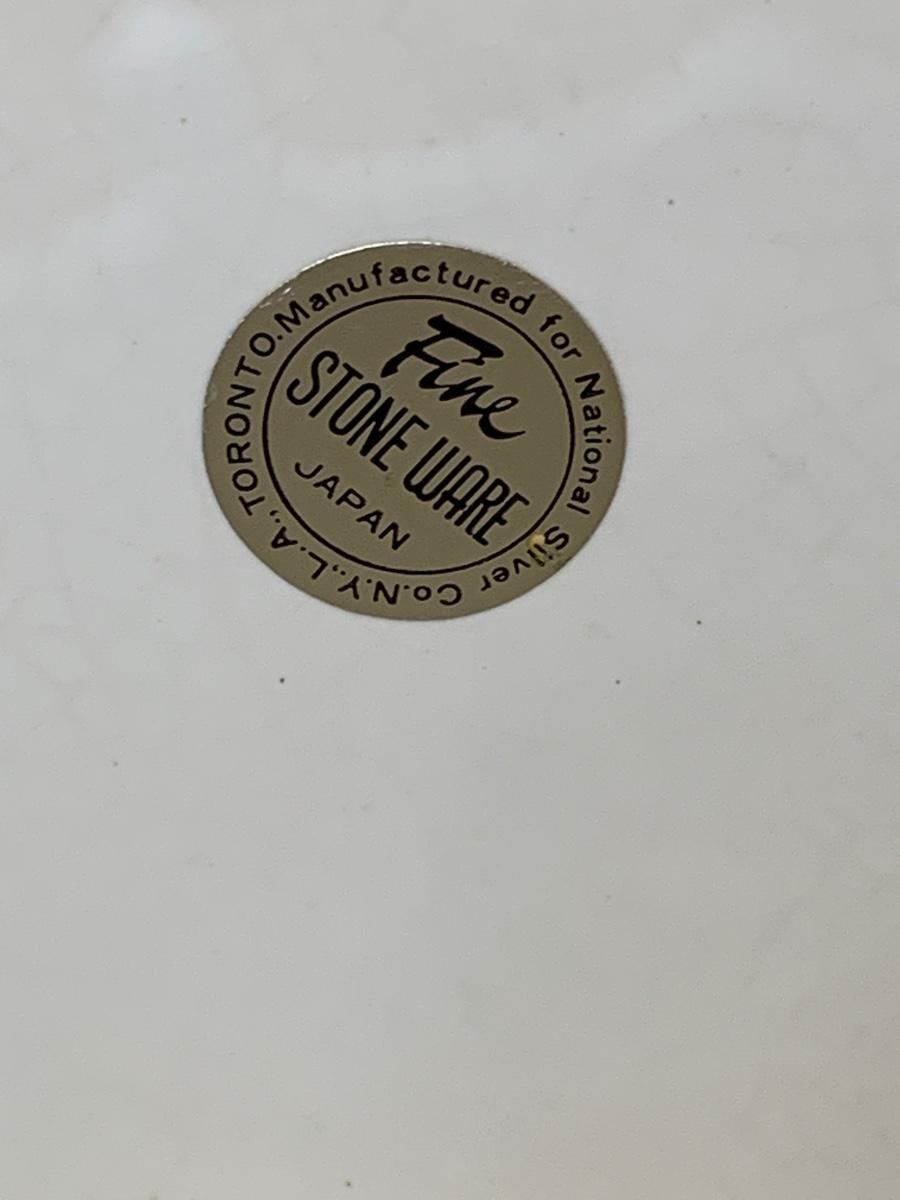 Manufactured for National Silver Co.N.Y.,L.A.,TORONTO.
Fine
STONE WARE
JAPAN